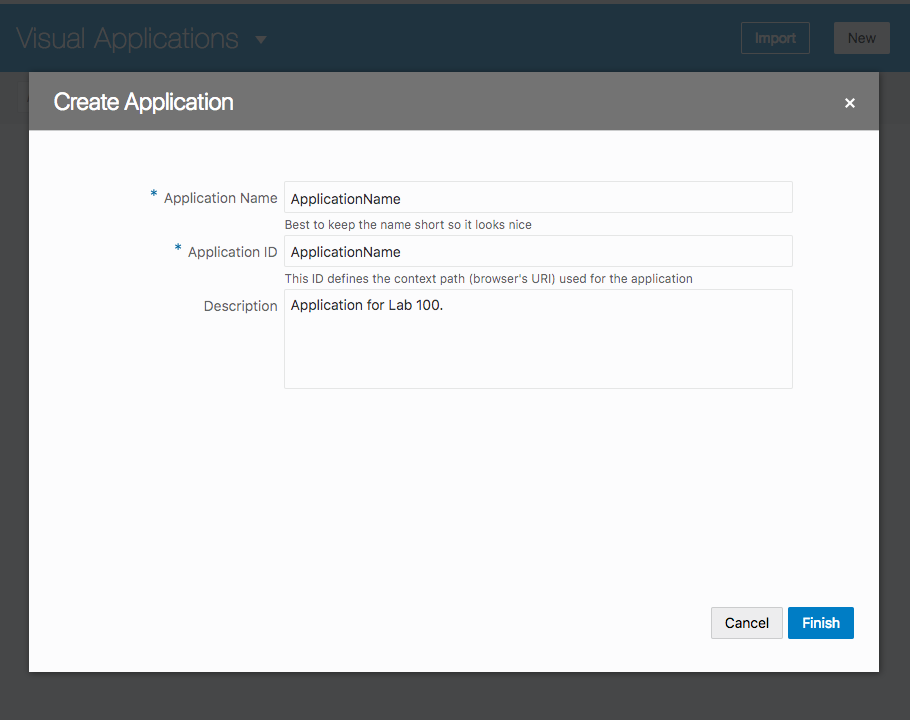 Visual Applications
Import
New
Create Application
×
* Application Name
ApplicationName
Best to keep the name short so it looks nice
* Application ID
ApplicationName
This ID defines the context path (browser's URI) used for the application
Description
Application for Lab 100.
Cancel
Finish